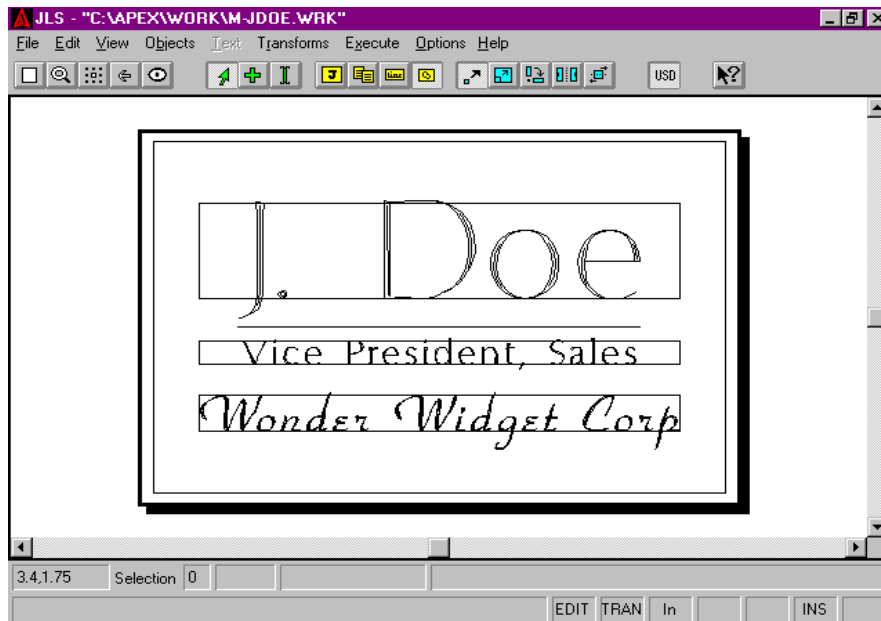 JLS - "C:\APEX\WORK\M-JDOE.WRK"
File Edit View Objects Text Transforms Execute Options Help
J Line USD ?
J. Doe
Vice President, Sales
Wonder Widget Corp
3.4,1.75 Selection 0
EDIT TRAN In INS